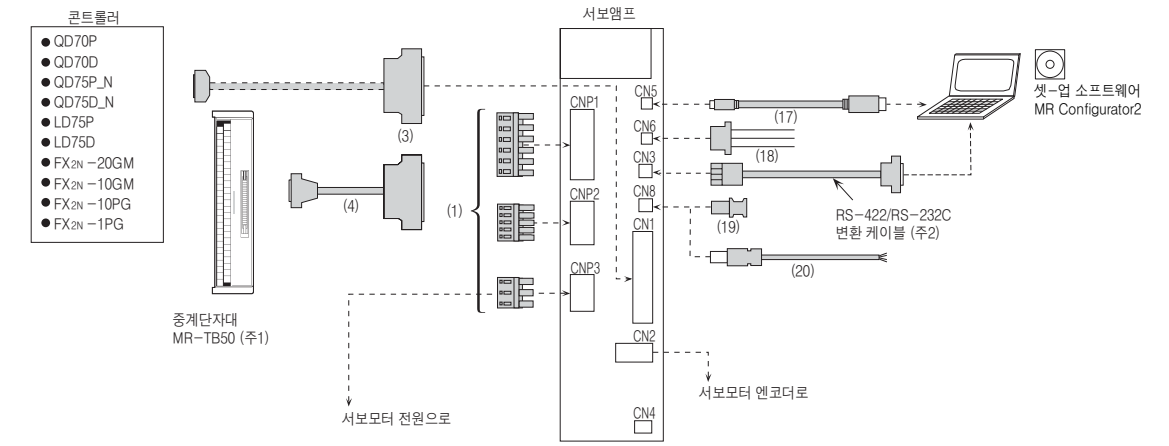 콘트롤러
● QD70P
● QD70D
● QD75P_N
● QD75D_N
● LD75P
● LD75D
● FX2N -20GM
● FX2N -10GM
● FX2N -10PG
● FX2N -1PG
중계단자대
MR-TB50 (주1)
(3)
(4)
(1)
서보앰프
CNP1
CNP2
CNP3
CN5
CN6
CN3
CN8
CN1
CN2
CN4
(17)
(18)
(19)
(20)
RS-422/RS-232C
변환 케이블 (주2)
셋-업 소프트웨어
MR Configurator2
서보모터 엔코더로
서보모터 전원으로